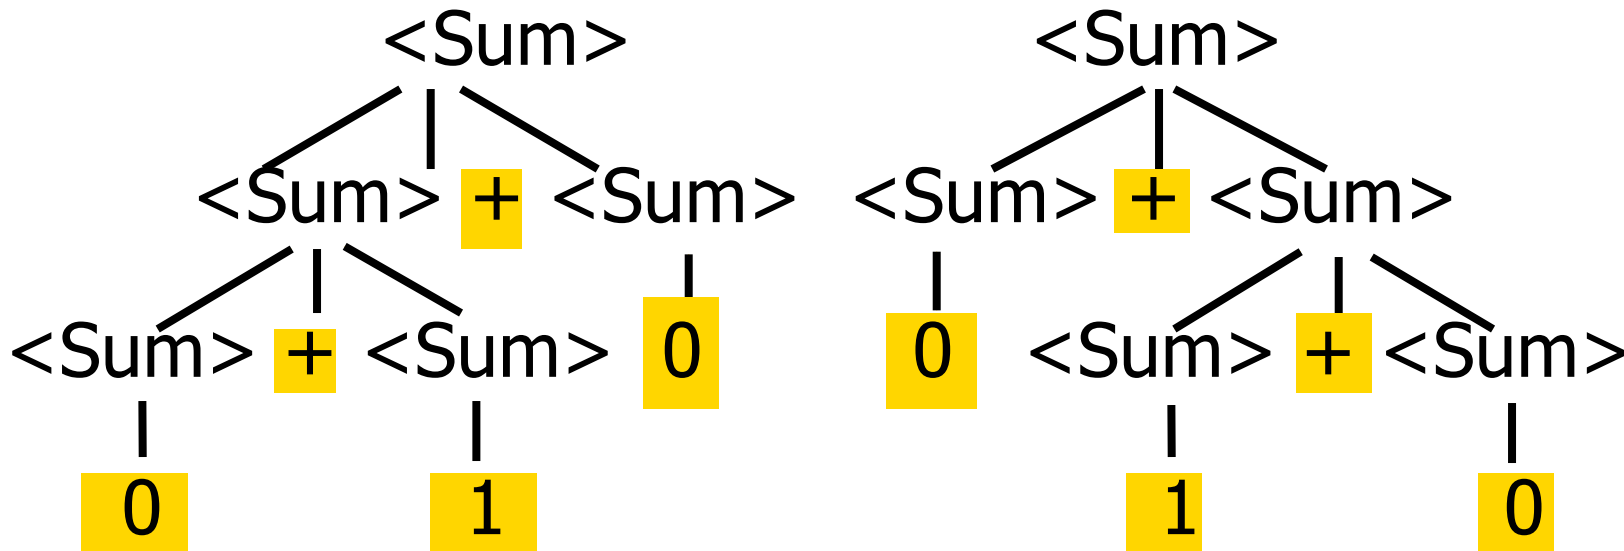 <Sum> <Sum>
<Sum> + <Sum> <Sum> + <Sum>
<Sum> + <Sum> 0 0 <Sum> + <Sum>
0 1 1 0